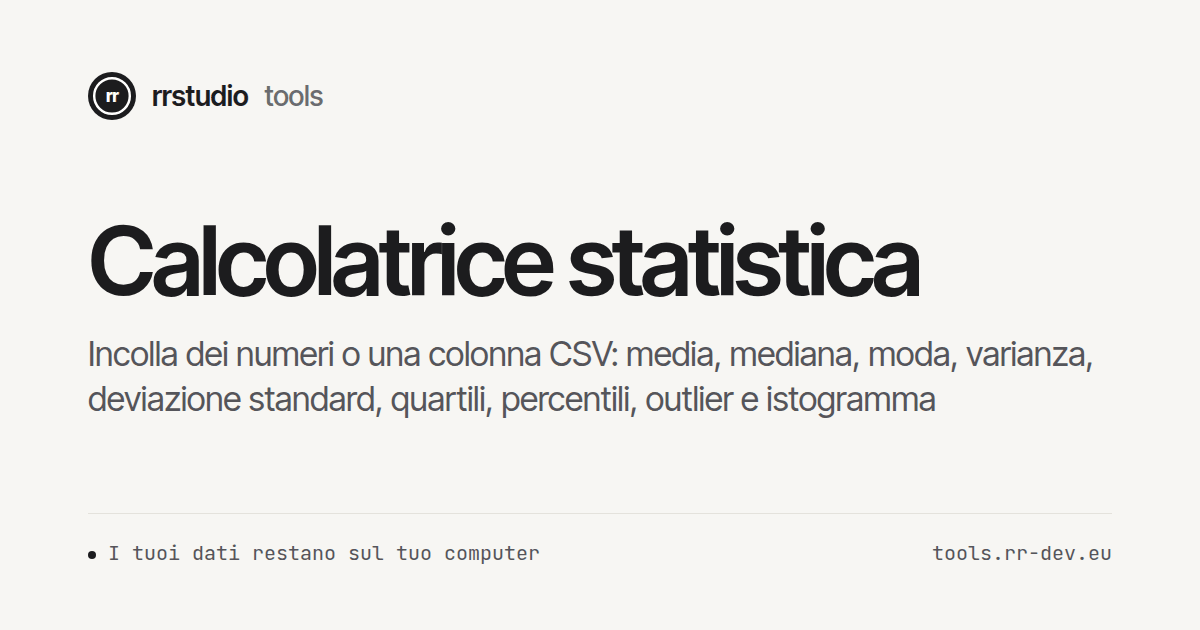 rr rrstudio tools
Calcolatrice statistica
Incolla dei numeri o una colonna CSV: media, mediana, moda, varianza,
deviazione standard, quartili, percentili, outlier e istogramma
I tuoi dati restano sul tuo computer
tools.rr-dev.eu